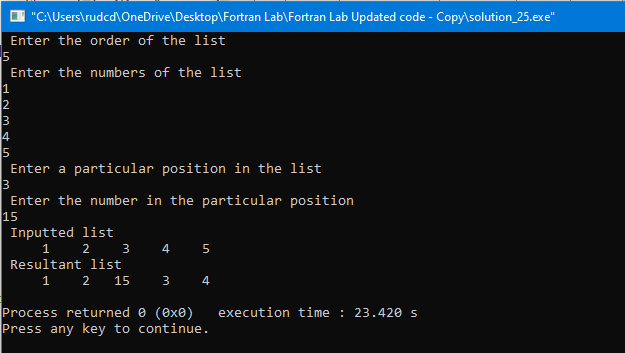 "C:\Users\rudcd\OneDrive\Desktop\Fortran Lab\Fortran Lab Updated code - Copy\solution_25.exe"
Enter the order of the list
5
Enter the numbers of the list
1
2
3
4
5
Enter a particular position in the list
3
Enter the number in the particular position
15
Inputted list
1 2 3 4 5
Resultant list
1 2 15 3 4
Process returned 0 (0x0) execution time : 23.420 s
Press any key to continue.